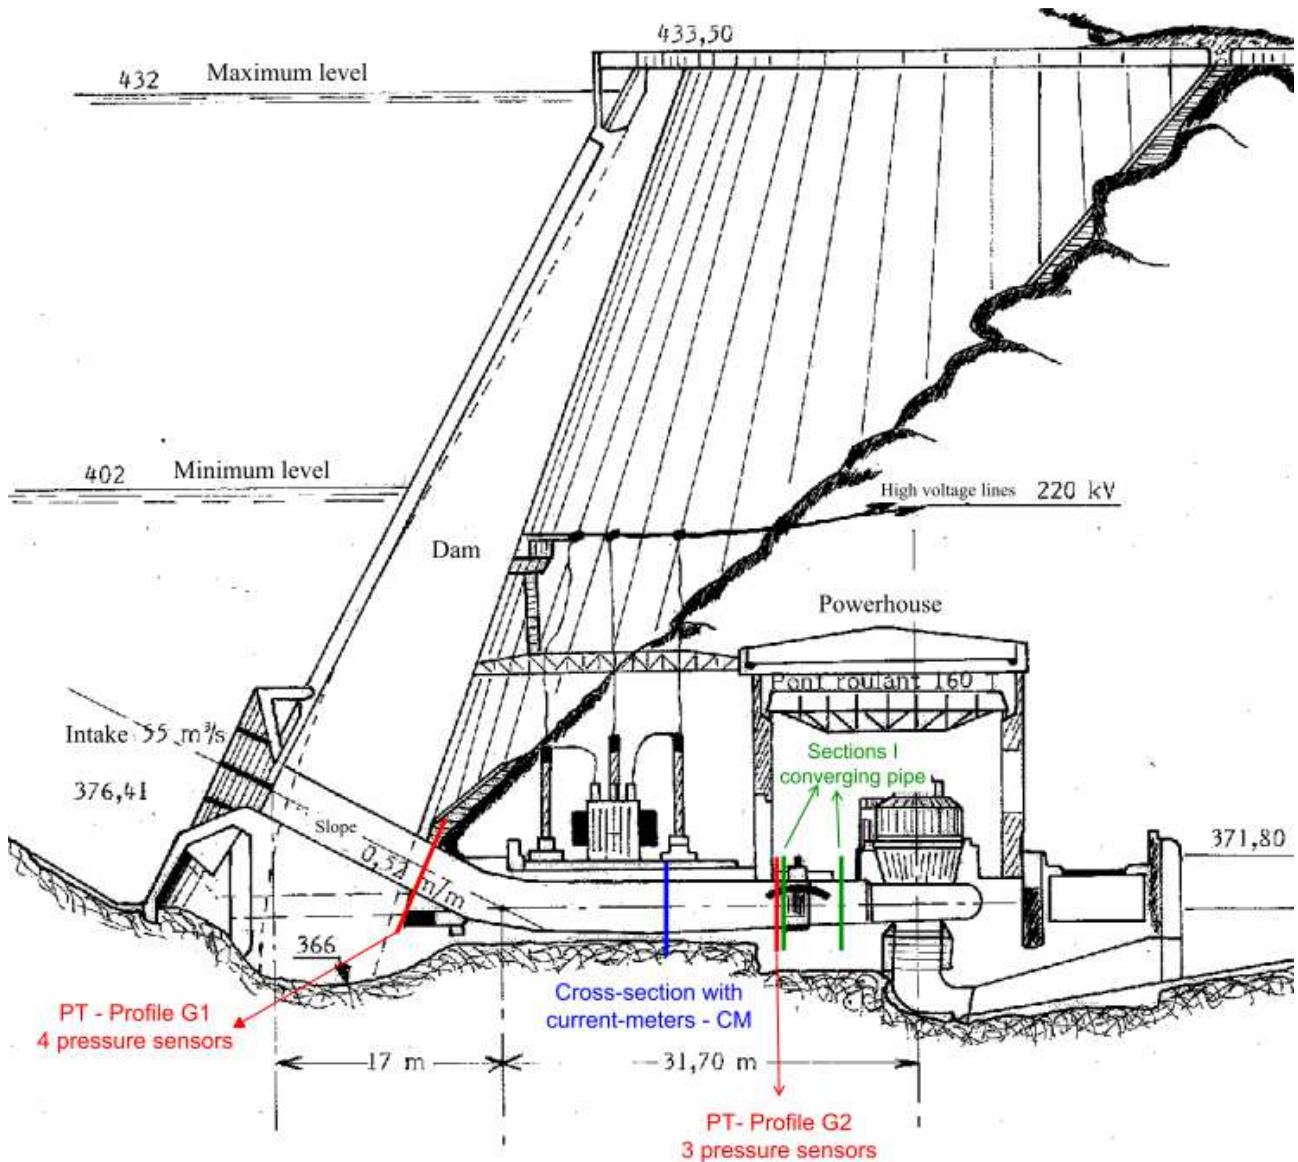 433,50
432 Maximum level
402 Minimum level
High voltage lines 220 kV
Dam
Powerhouse
Pont roulant 160 T
Intake 55 m³/s
Sections I
converging pipe
376,41
Slope
0,52 m/m
371,80
366
PT - Profile G1
4 pressure sensors
Cross-section with
current-meters - CM
17 m
31,70 m
PT- Profile G2
3 pressure sensors